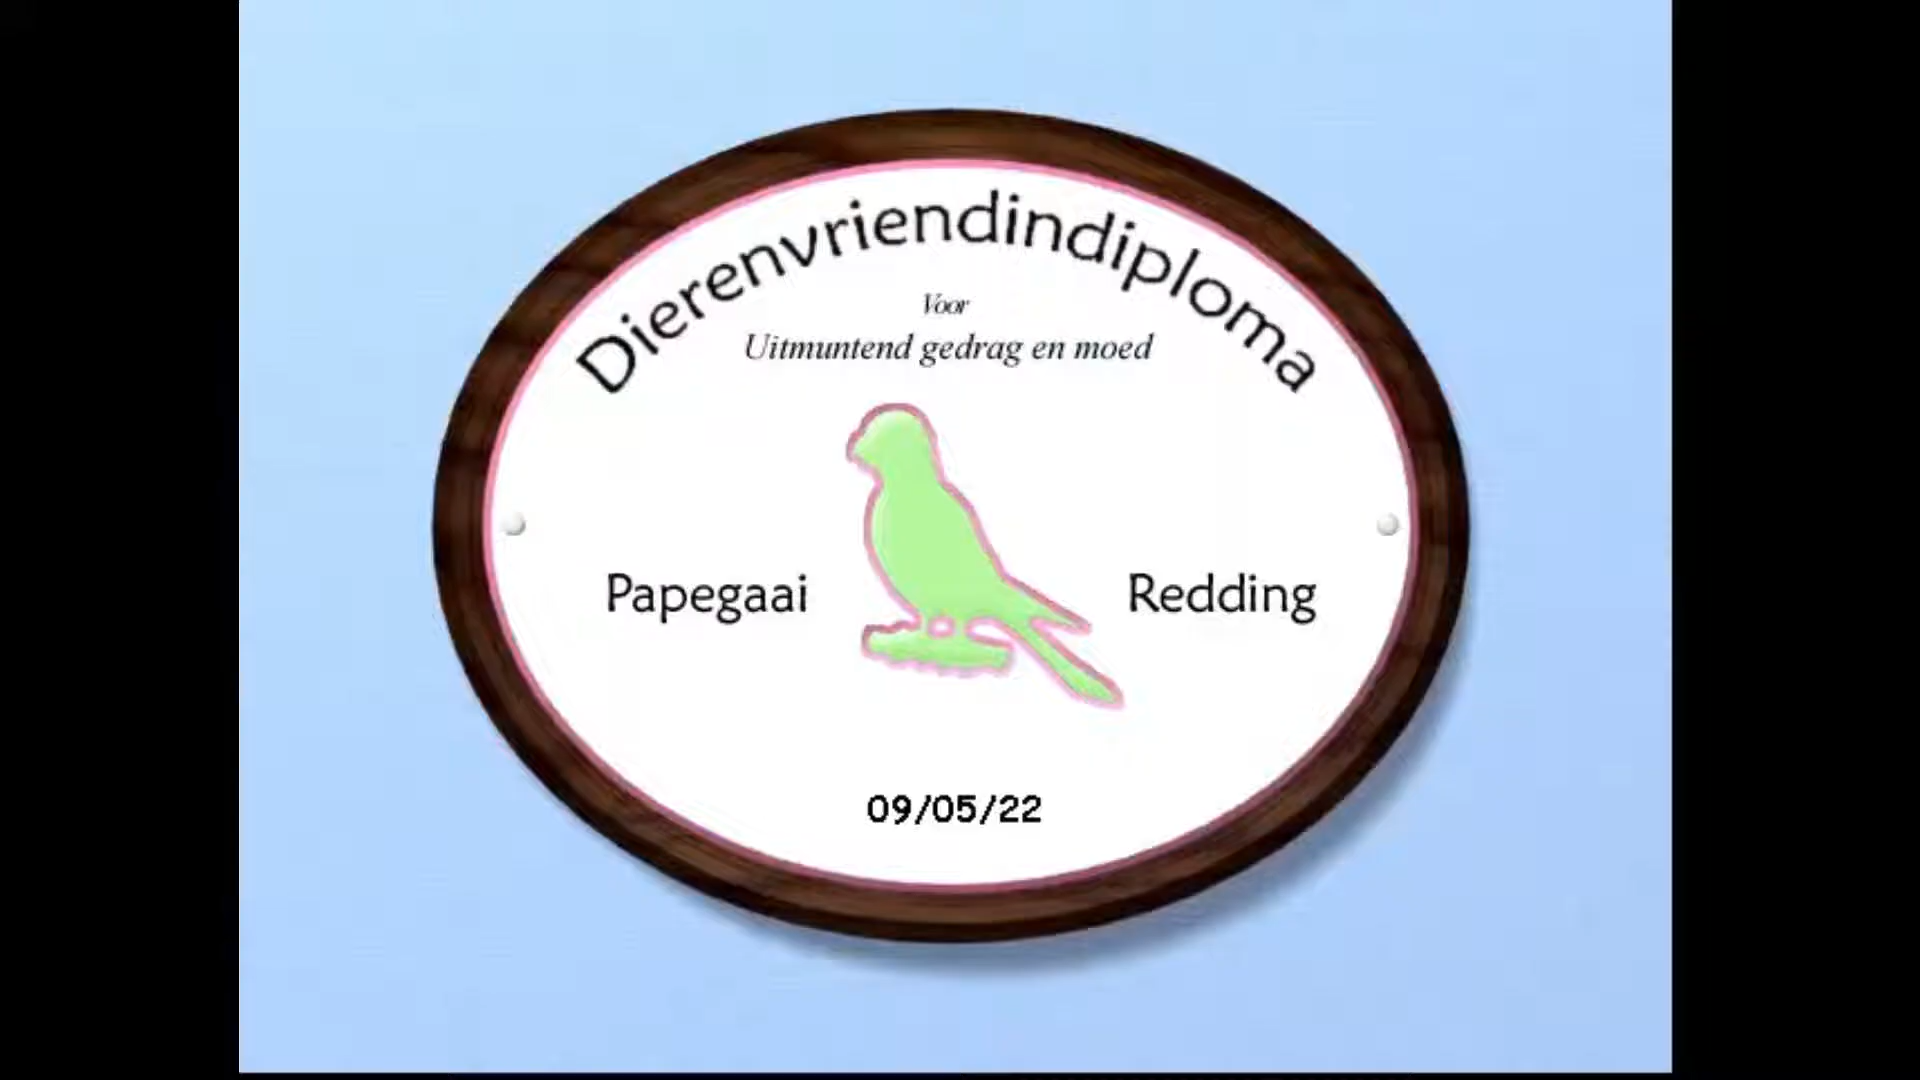 Dierenvriendindiploma
Voor
Uitmuntend gedrag en moed
Papegaai
Redding
09/05/22